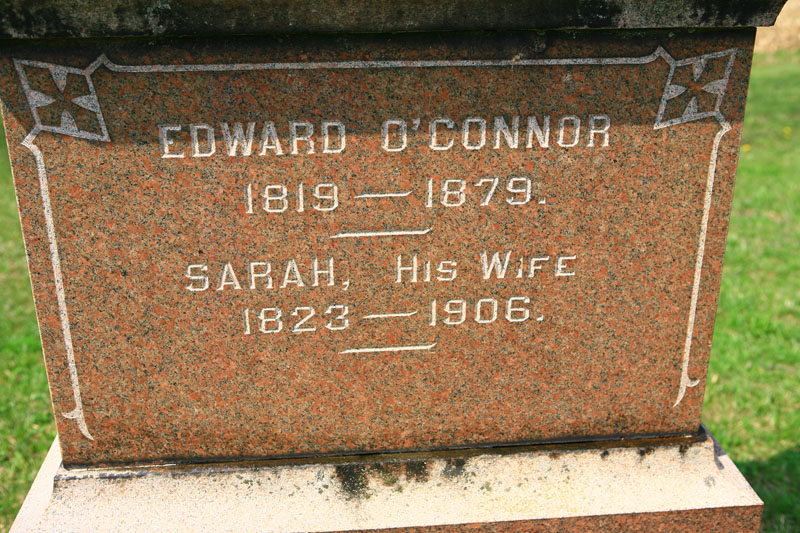 EDWARD O'CONNOR
1819 — 1879.
SARAH, HIS WIFE
1823 — 1906.